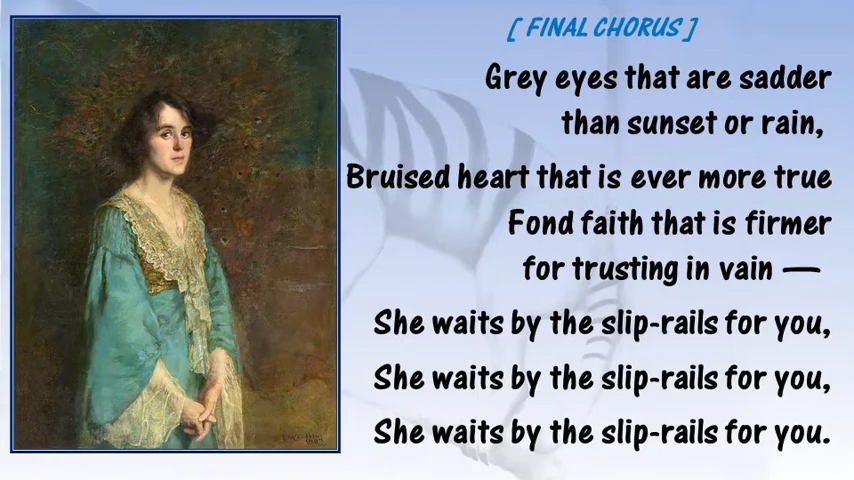 [ FINAL CHORUS ]
Grey eyes that are sadder
than sunset or rain,
Bruised heart that is ever more true
Fond faith that is firmer
for trusting in vain —
She waits by the slip-rails for you,
She waits by the slip-rails for you,
She waits by the slip-rails for you.